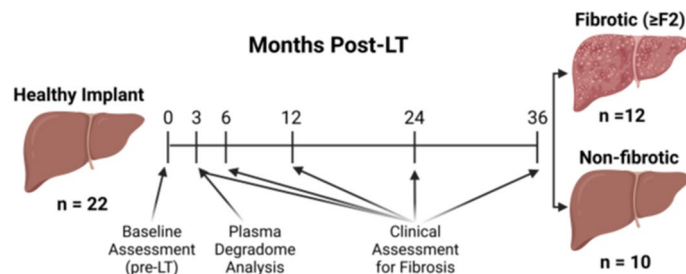 Months Post-LT
Healthy Implant
n = 22
0 3 6 12 24 36
Baseline
Assessment
(pre-LT)
Plasma
Degradome
Analysis
Clinical
Assessment
for Fibrosis
Fibrotic (≥F2)
n =12
Non-fibrotic
n = 10